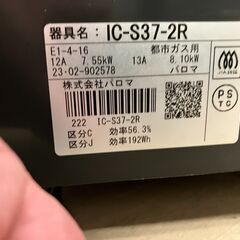 器具名: IC-S37-2R
E1-4-16 都市ガス用
12A 7.55kW 13A 8.10kW
23・02-902578 パロマ
株式会社パロマ
PS
TG
222 IC-S37-2R
区分C 効率56.3%
区分J 効率192Wh